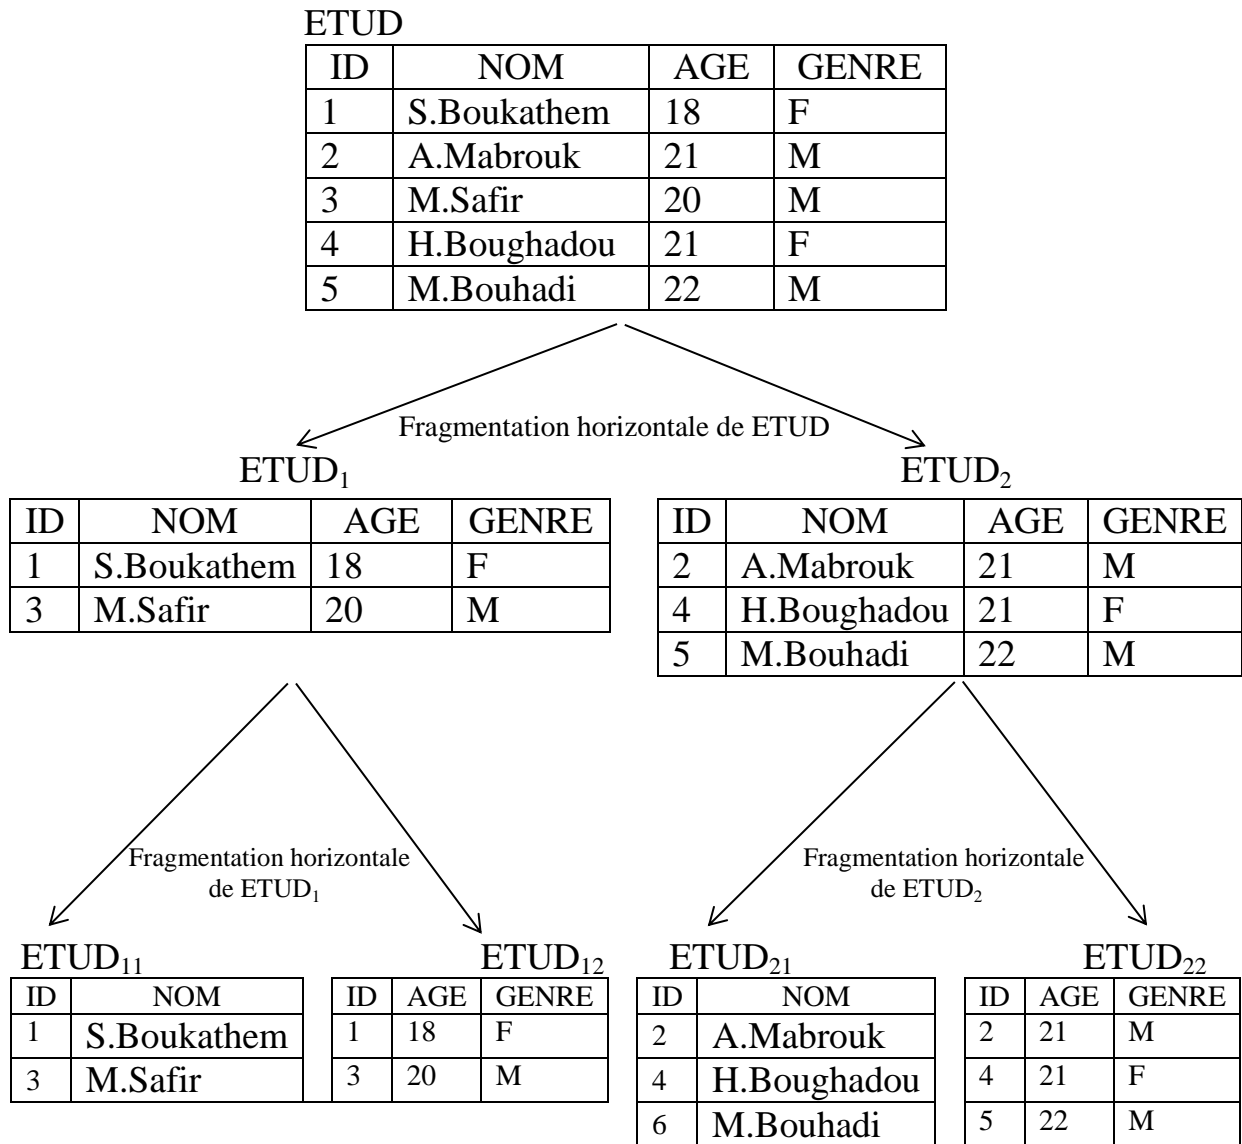 ETUD
ID NOM AGE GENRE
1 S.Boukathem 18 F
2 A.Mabrouk 21 M
3 M.Safir 20 M
4 H.Boughadou 21 F
5 M.Bouhadi 22 M
Fragmentation horizontale de ETUD
ETUD1
ID NOM AGE GENRE
1 S.Boukathem 18 F
3 M.Safir 20 M
ETUD2
ID NOM AGE GENRE
2 A.Mabrouk 21 M
4 H.Boughadou 21 F
5 M.Bouhadi 22 M
Fragmentation horizontale
de ETUD1
Fragmentation horizontale
de ETUD2
ETUD11
ID NOM
1 S.Boukathem
3 M.Safir
ETUD12
ID AGE GENRE
1 18 F
3 20 M
ETUD21
ID NOM
2 A.Mabrouk
4 H.Boughadou
6 M.Bouhadi
ETUD22
ID AGE GENRE
2 21 M
4 21 F
5 22 M